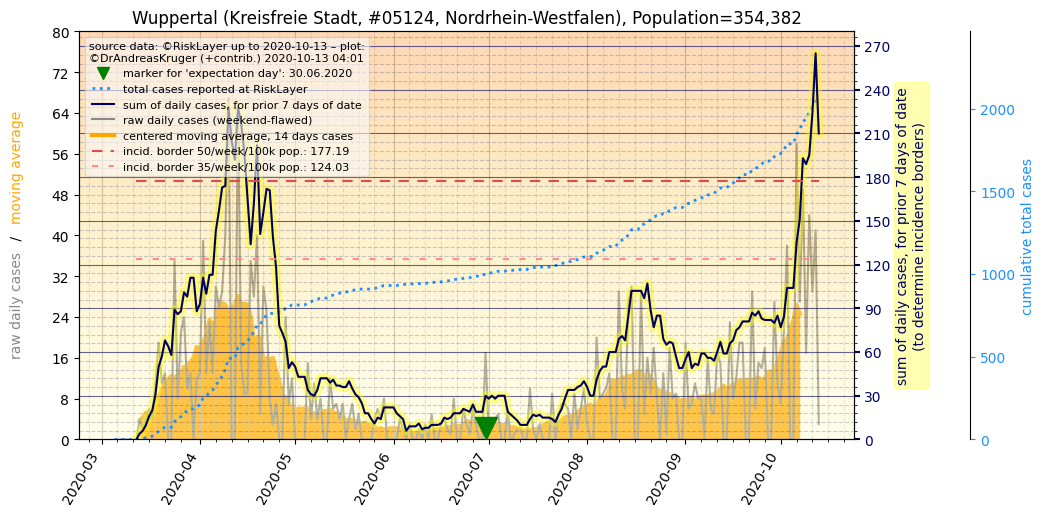 Wuppertal (Kreisfreie Stadt, #05124, Nordrhein-Westfalen), Population=354,382
source data: ©RiskLayer up to 2020-10-13 – plot:
©DrAndreasKruger (+contrib.) 2020-10-13 04:01
marker for 'expectation day': 30.06.2020
total cases reported at RiskLayer
sum of daily cases, for prior 7 days of date
raw daily cases (weekend-flawed)
centered moving average, 14 days cases
incid. border 50/week/100k pop.: 177.19
incid. border 35/week/100k pop.: 124.03
raw daily cases / moving average
80
72
64
56
48
40
32
24
16
8
0
270
240
210
180
150
120
90
60
30
0
sum of daily cases, for prior 7 days of date
(to determine incidence borders)
2000
1500
1000
500
0
cumulative total cases
2020-03
2020-04
2020-05
2020-06
2020-07
2020-08
2020-09
2020-10